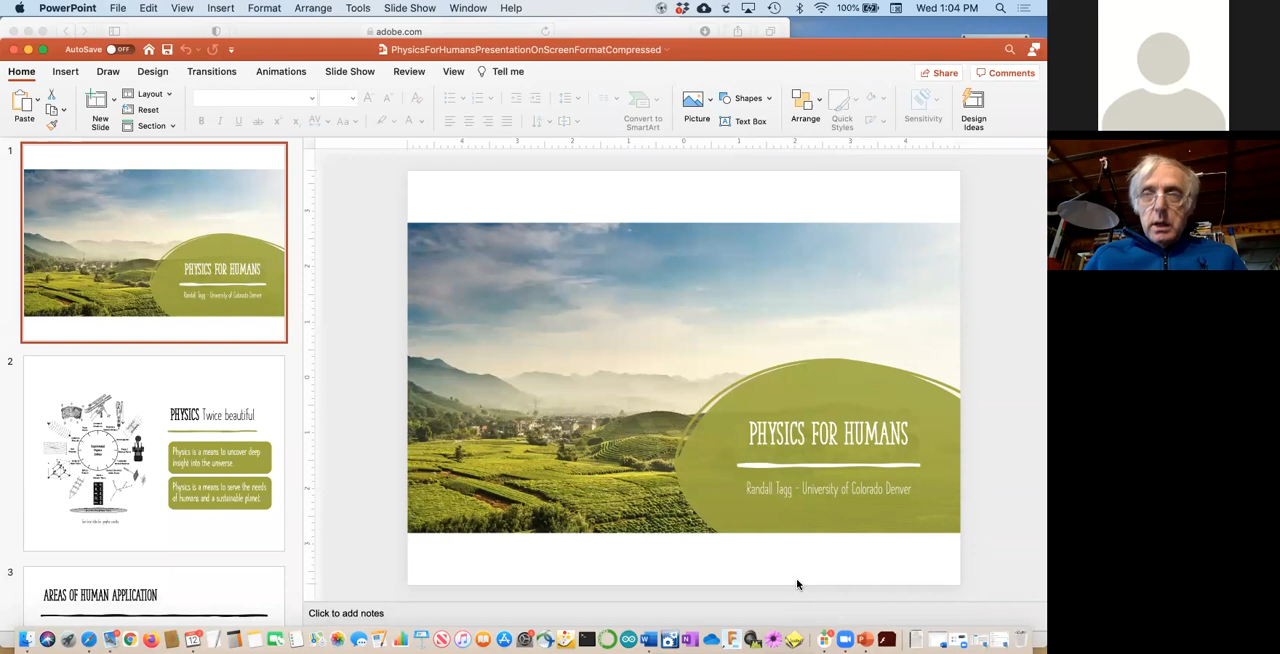 PowerPoint File Edit View Insert Format Arrange Tools Slide Show Window Help 100% Wed 1:04 PM
adobe.com
AutoSave OFF PhysicsForHumansPresentationOnScreenFormatCompressed
Home Insert Draw Design Transitions Animations Slide Show Review View Tell me Share Comments
Paste
New Slide
Layout
Reset
Section
Convert to SmartArt
Picture
Shapes
Text Box
Arrange
Quick Styles
Sensitivity
Design Ideas
1
PHYSICS FOR HUMANS
Randall Tagg - University of Colorado Denver
2
PHYSICS Twice beautiful
Physics is a means to uncover deep
insight into the universe.
Physics is a means to serve the needs
of humans and a sustainable planet.
3
AREAS OF HUMAN APPLICATION
PHYSICS FOR HUMANS
Randall Tagg - University of Colorado Denver
Click to add notes